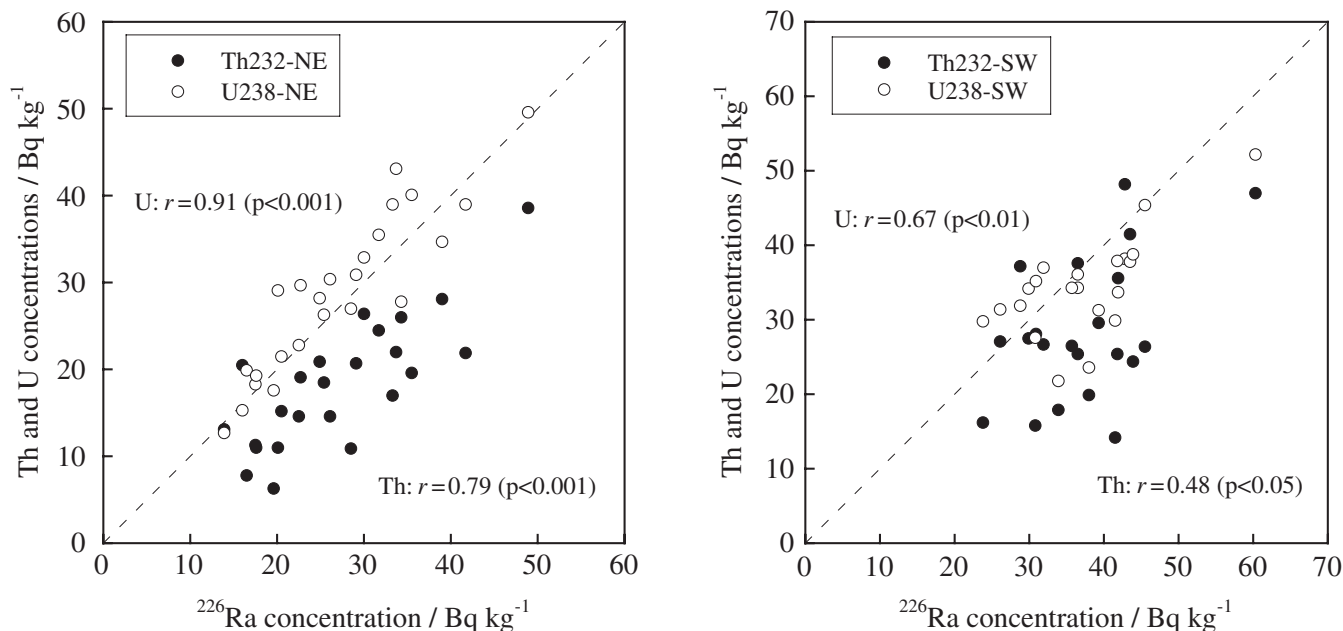 60
50
40
30
20
10
0
Th and U concentrations / Bq kg⁻¹
Th232-NE
U238-NE
U: r=0.91 (p<0.001)
Th: r=0.79 (p<0.001)
0 10 20 30 40 50 60
²²⁶Ra concentration / Bq kg⁻¹
70
60
50
40
30
20
10
0
Th and U concentrations / Bq kg⁻¹
Th232-SW
U238-SW
U: r=0.67 (p<0.01)
Th: r=0.48 (p<0.05)
0 10 20 30 40 50 60 70
²²⁶Ra concentration / Bq kg⁻¹